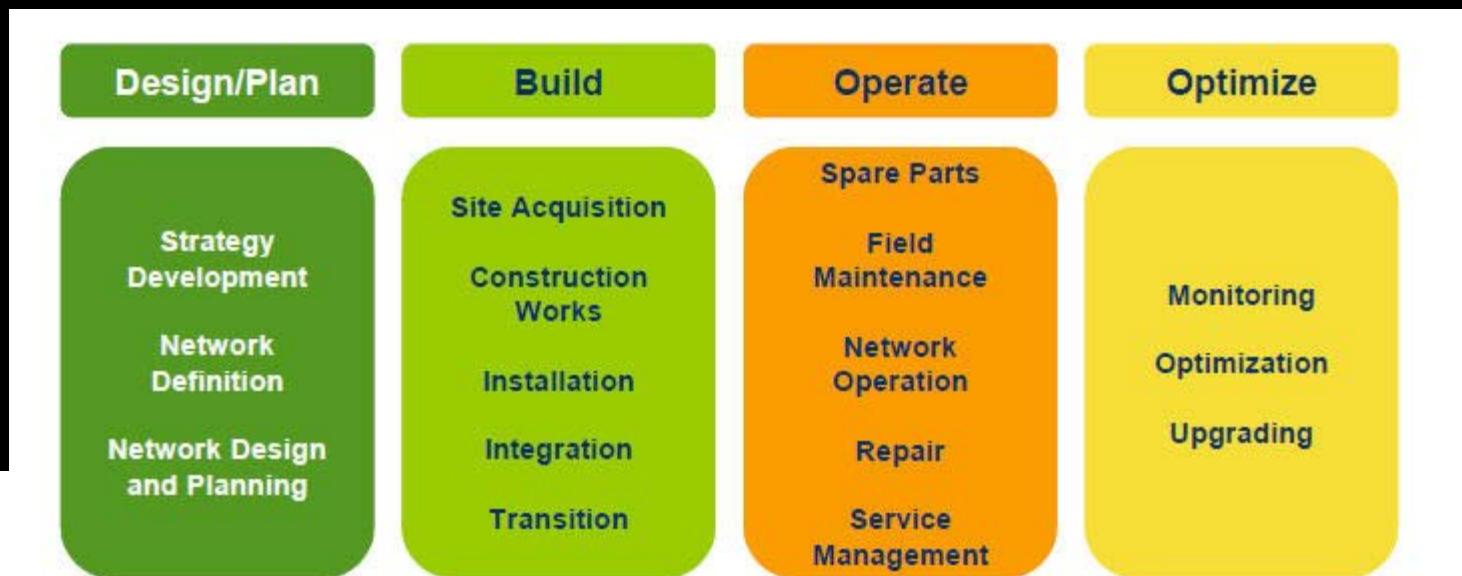 Design/Plan
Build
Operate
Optimize
Strategy
Development
Network
Definition
Network Design
and Planning
Site Acquisition
Construction
Works
Installation
Integration
Transition
Spare Parts
Field
Maintenance
Network
Operation
Repair
Service
Management
Monitoring
Optimization
Upgrading